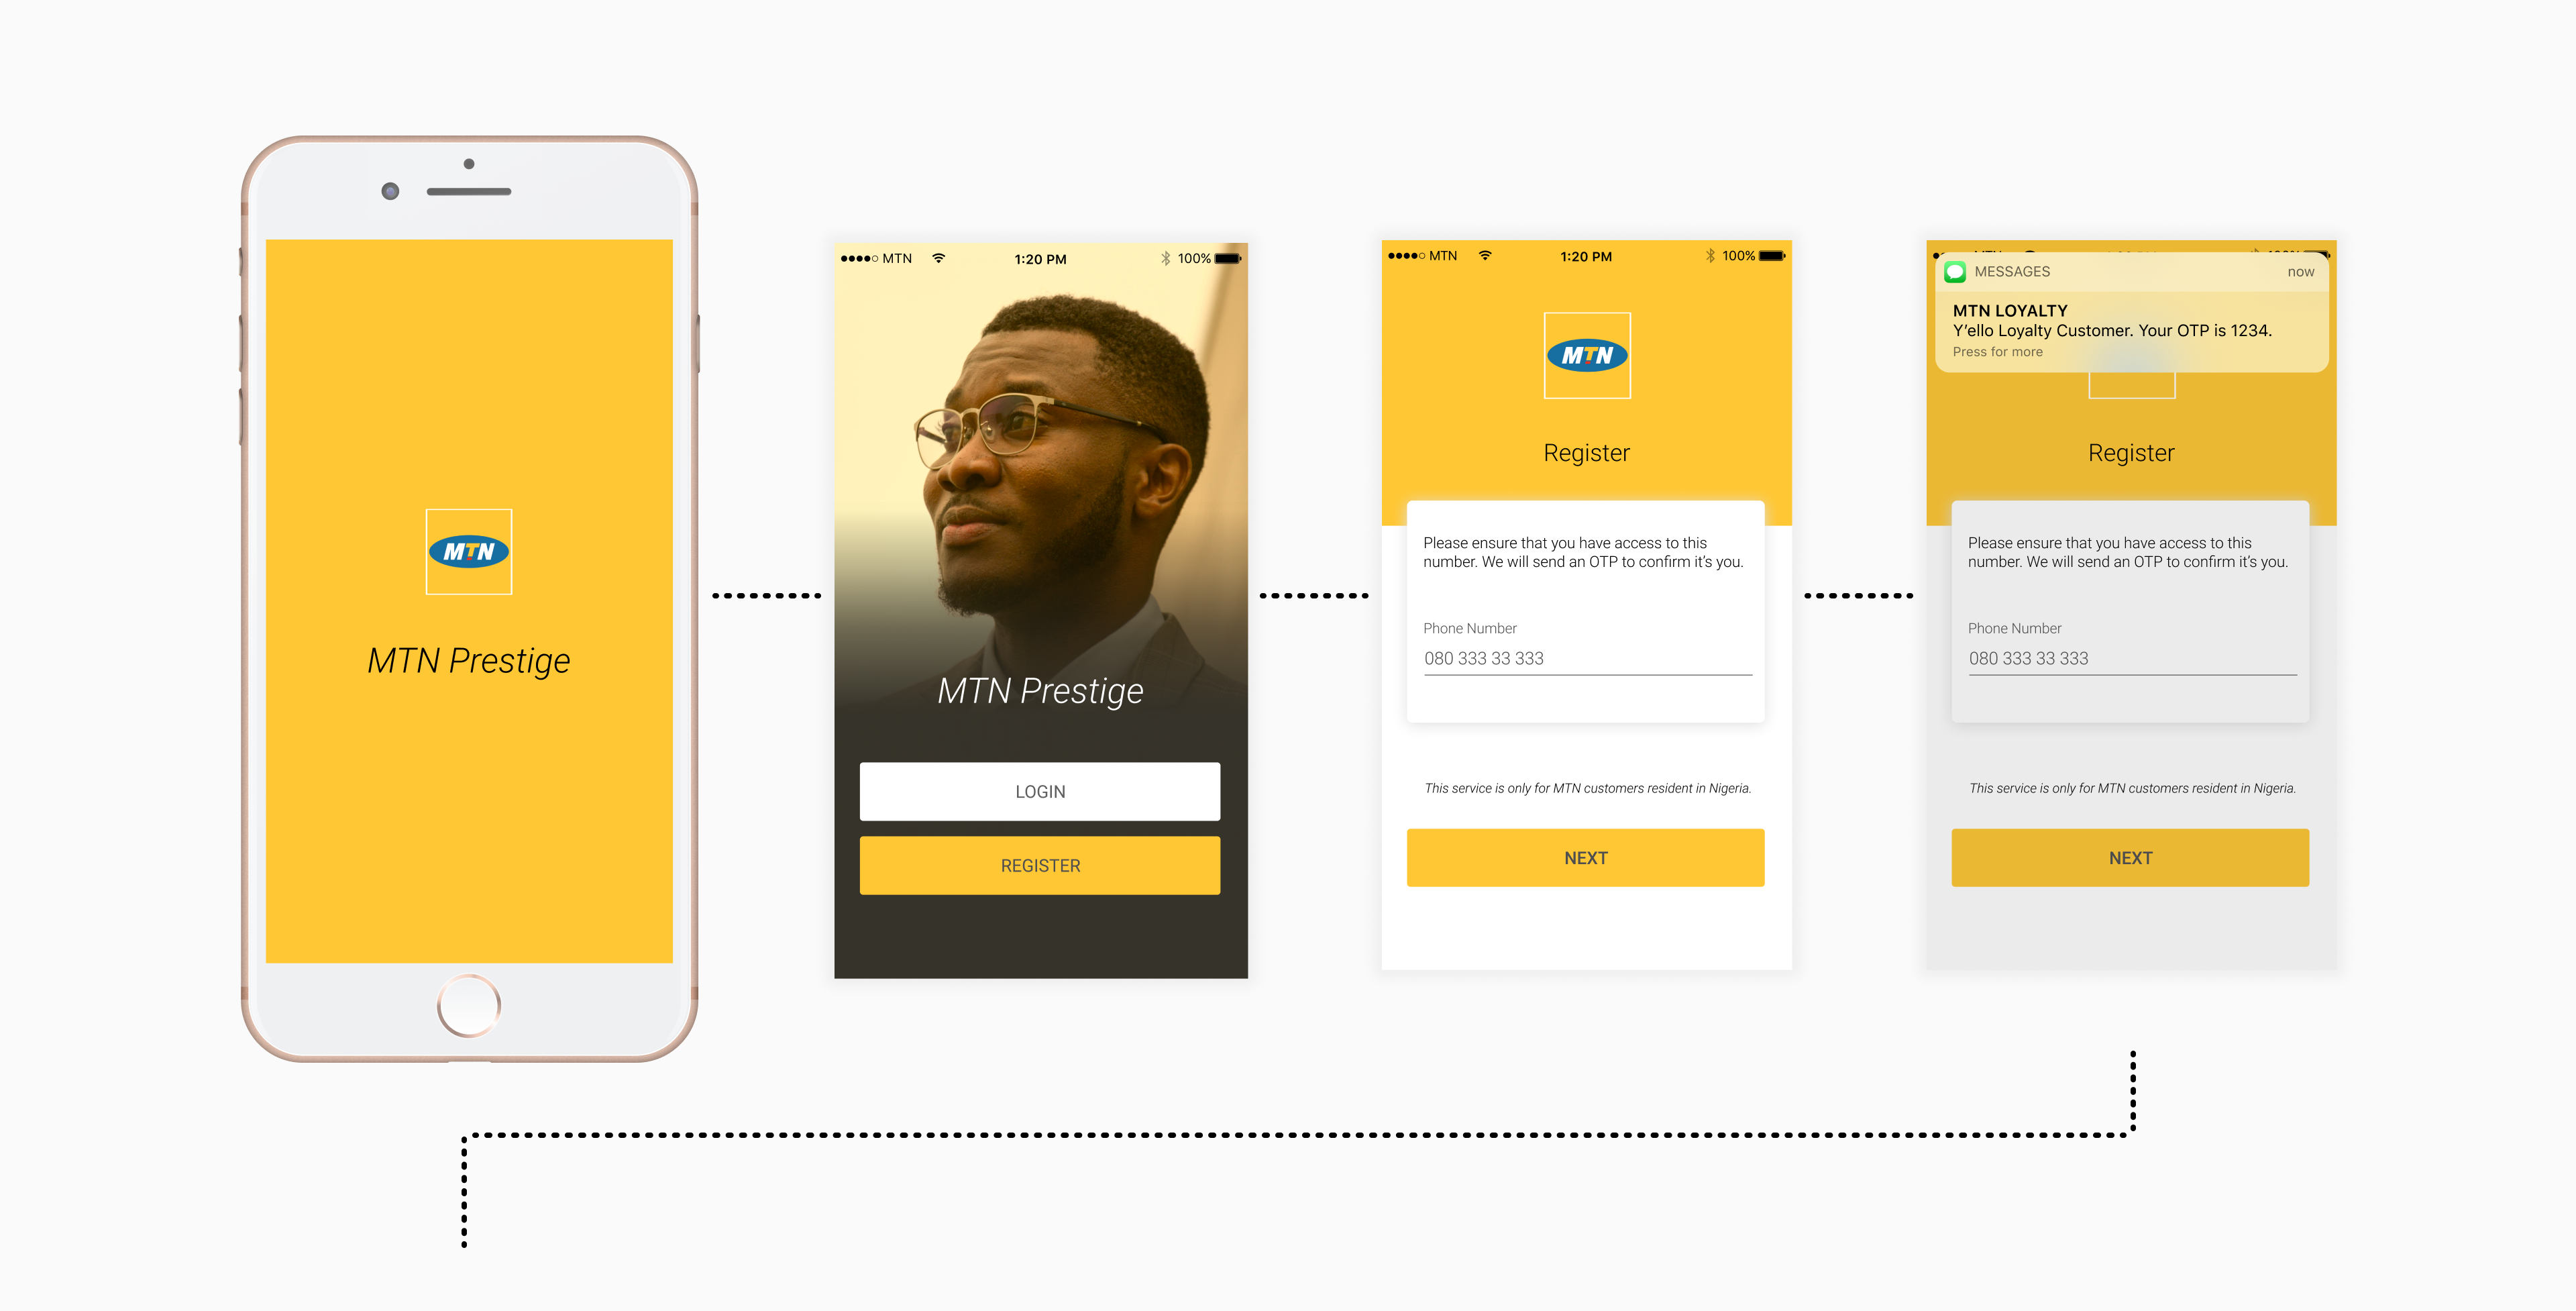 MTN
MTN Prestige
MTN
1:20 PM
100%
MTN Prestige
LOGIN
REGISTER
MTN
1:20 PM
100%
MTN
Register
Please ensure that you have access to this
number. We will send an OTP to confirm it's you.
Phone Number
080 333 33 333
This service is only for MTN customers resident in Nigeria.
NEXT
MESSAGES
now
MTN LOYALTY
Y'ello Loyalty Customer. Your OTP is 1234.
Press for more
Register
Please ensure that you have access to this
number. We will send an OTP to confirm it's you.
Phone Number
080 333 33 333
This service is only for MTN customers resident in Nigeria.
NEXT